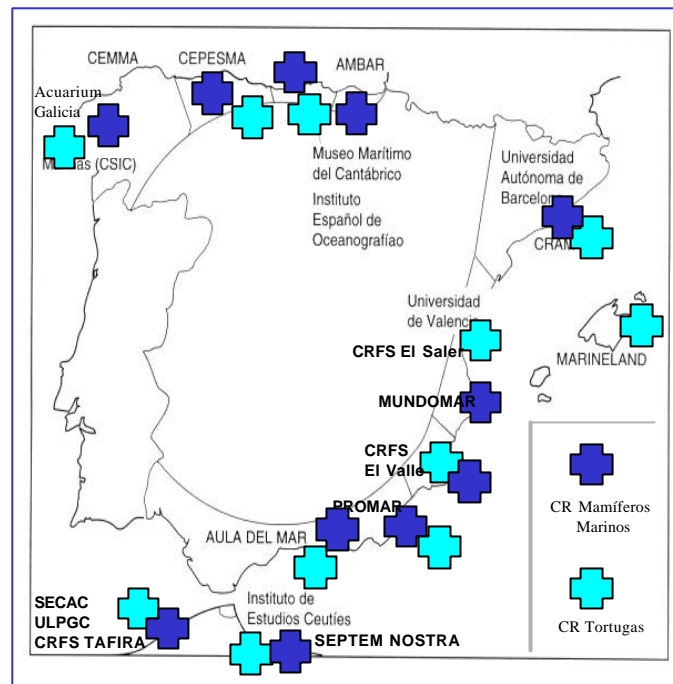 CEMMA
CEPESMA
AMBAR
Acuarium
Galicia
(CSIC)
Museo Marítimo
del Cantábrico
Instituto
Español de
Oceanografíao
Universidad
Autónoma de
Universidad
de
CRFS El Saler
MARINELAND
MUNDOMAR
CRFS
El Valle
PROMAR
AULA DEL MAR
CR Mamíferos
Marinos
SECAC
ULPGC
CRFS TAFIRA
Instituto de
Estudios Ceutíes
SEPTEM NOSTRA
CR Tortugas